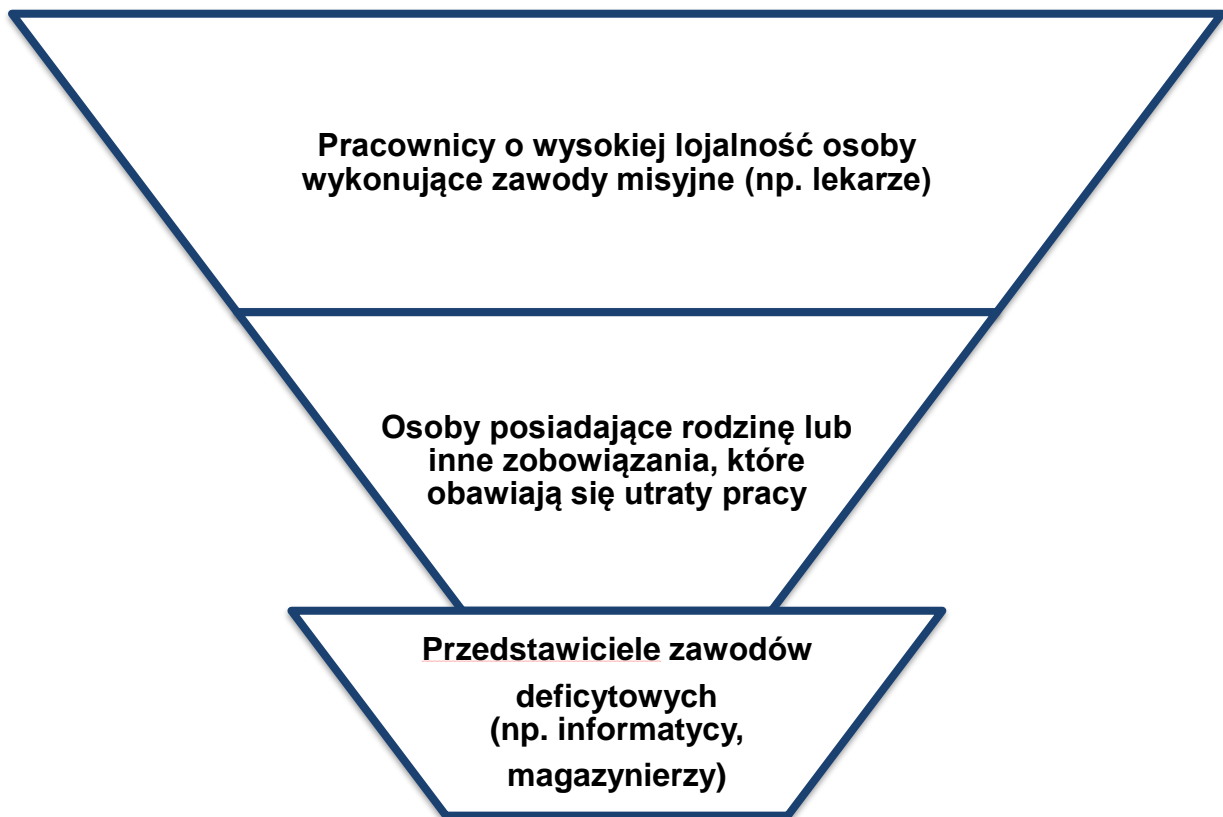 Pracownicy o wysokiej lojalność osoby
wykonujące zawody misyjne (np. lekarze)
Osoby posiadające rodzinę lub
inne zobowiązania, które
obawiają się utraty pracy
Przedstawiciele zawodów
deficytowych
(np. informatycy,
magazynierzy)